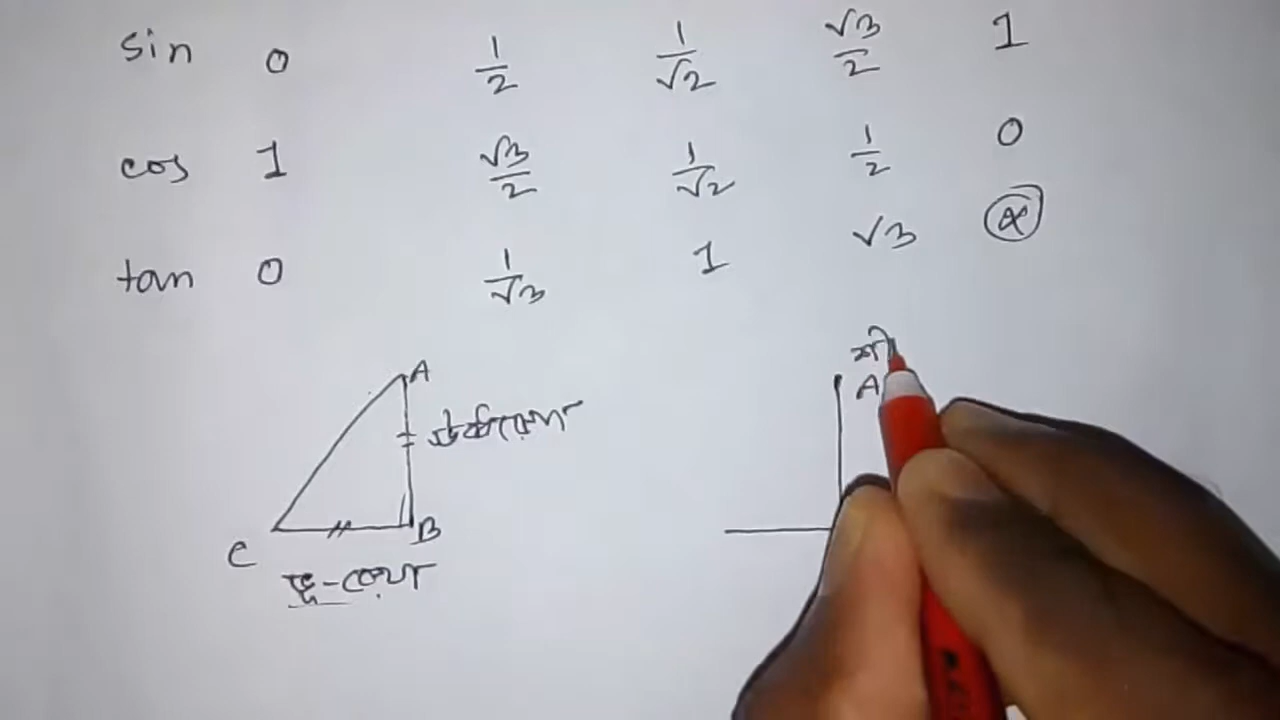 sin 0 1/2 1/√2 √3/2 1
cos 1 √3/2 1/√2 1/2 0
tan 0 1/√3 1 √3 α
A
A
B
C